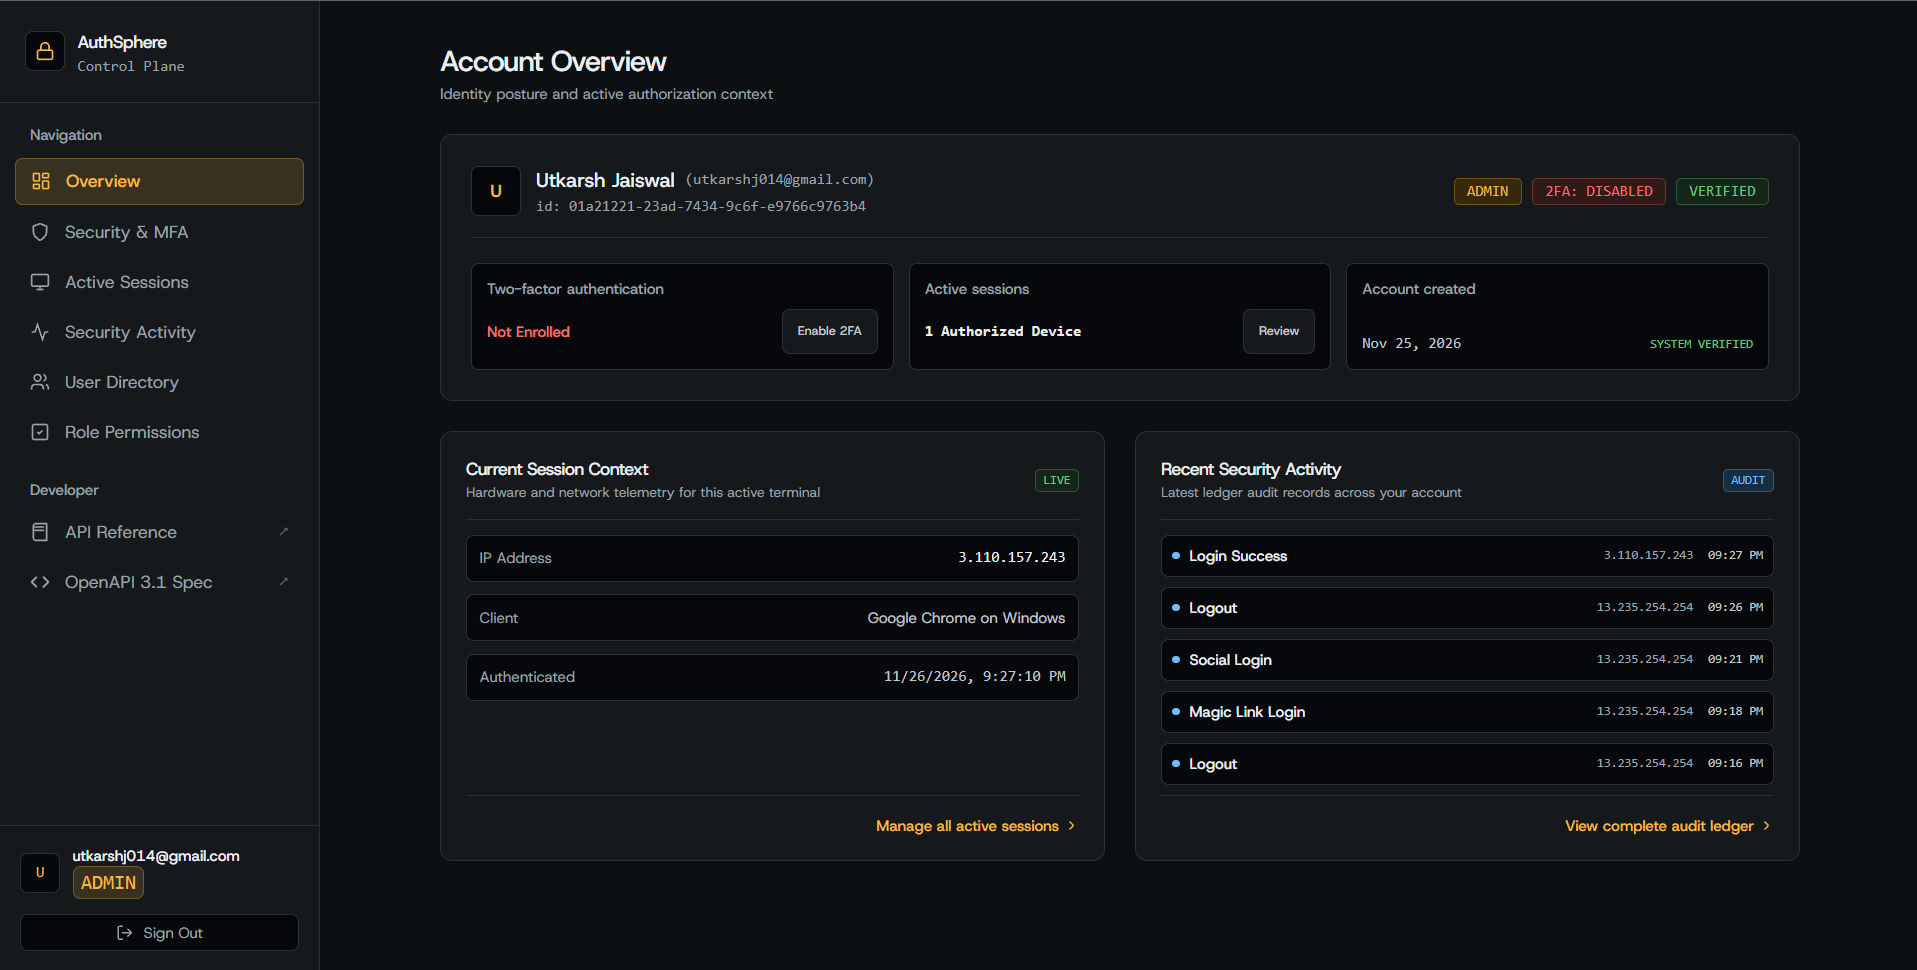 AuthSphere
Control Plane
Navigation
Overview
Security & MFA
Active Sessions
Security Activity
User Directory
Role Permissions
Developer
API Reference ↗
OpenAPI 3.1 Spec ↗
U
utkarshj014@gmail.com
ADMIN
Sign Out
Account Overview
Identity posture and active authorization context
U
Utkarsh Jaiswal (utkarshj014@gmail.com)
id: 01a21221-23ad-7434-9c6f-e9766c9763b4
ADMIN 2FA: DISABLED VERIFIED
Two-factor authentication
Not Enrolled
Enable 2FA
Active sessions
1 Authorized Device
Review
Account created
Nov 25, 2026
SYSTEM VERIFIED
Current Session Context
Hardware and network telemetry for this active terminal
LIVE
IP Address 3.110.157.243
Client Google Chrome on Windows
Authenticated 11/26/2026, 9:27:10 PM
Manage all active sessions >
Recent Security Activity
Latest ledger audit records across your account
AUDIT
Login Success 3.110.157.243 09:27 PM
Logout 13.235.254.254 09:26 PM
Social Login 13.235.254.254 09:21 PM
Magic Link Login 13.235.254.254 09:18 PM
Logout 13.235.254.254 09:16 PM
View complete audit ledger >